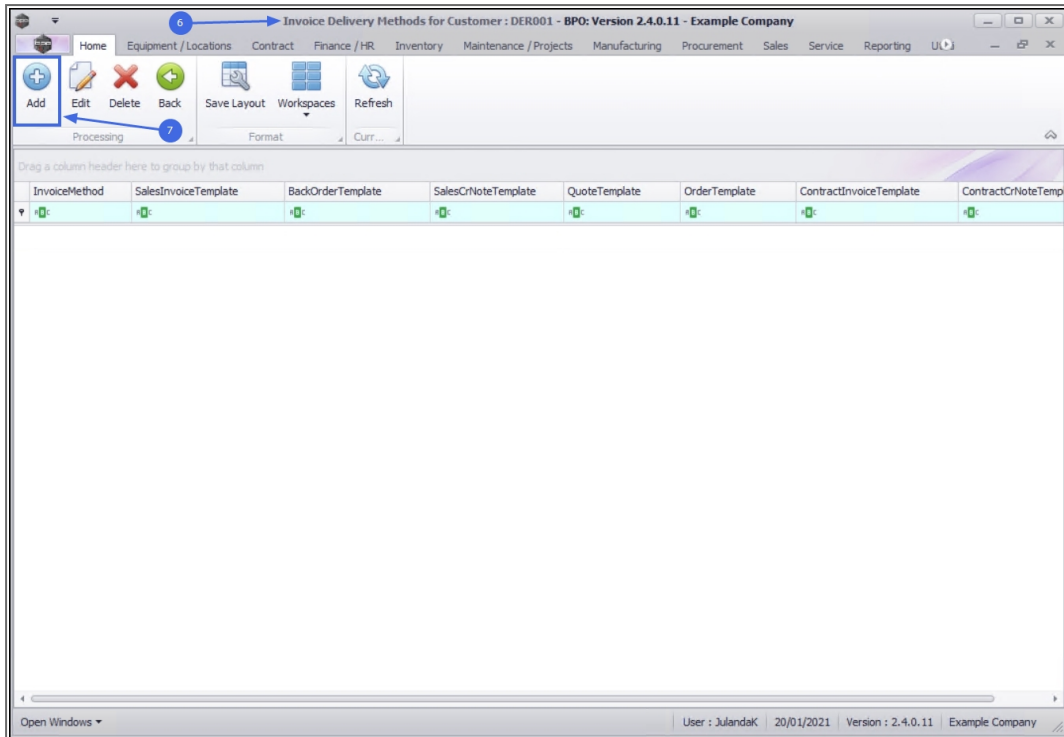 6
Invoice Delivery Methods for Customer : DER001 - BPO: Version 2.4.0.11 - Example Company
Home Equipment / Locations Contract Finance / HR Inventory Maintenance / Projects Manufacturing Procurement Sales Service Reporting U
Add Edit Delete Back Save Layout Workspaces Refresh
7
Processing Format Curr...
Drag a column header here to group by that column
InvoiceMethod SalesInvoiceTemplate BackOrderTemplate SalesCrNoteTemplate QuoteTemplate OrderTemplate ContractInvoiceTemplate ContractCrNoteTemp
Open Windows User : JulandaK 20/01/2021 Version : 2.4.0.11 Example Company